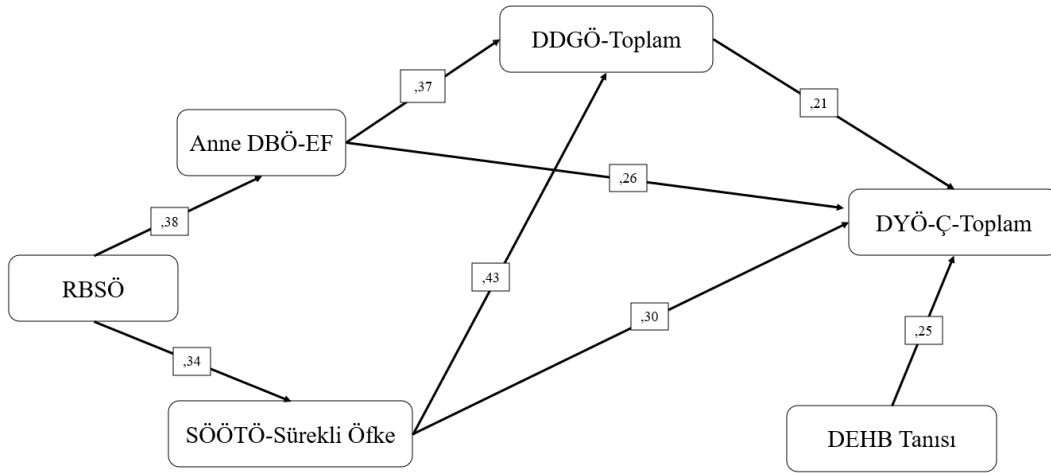 DDGÖ-Toplam
,37
,21
Anne DBÖ-EF
,26
,38
DYÖ-Ç-Toplam
RBSÖ
,43
,30
,34
,25
SÖÖTÖ-Sürekli Öfke
DEHB Tanısı